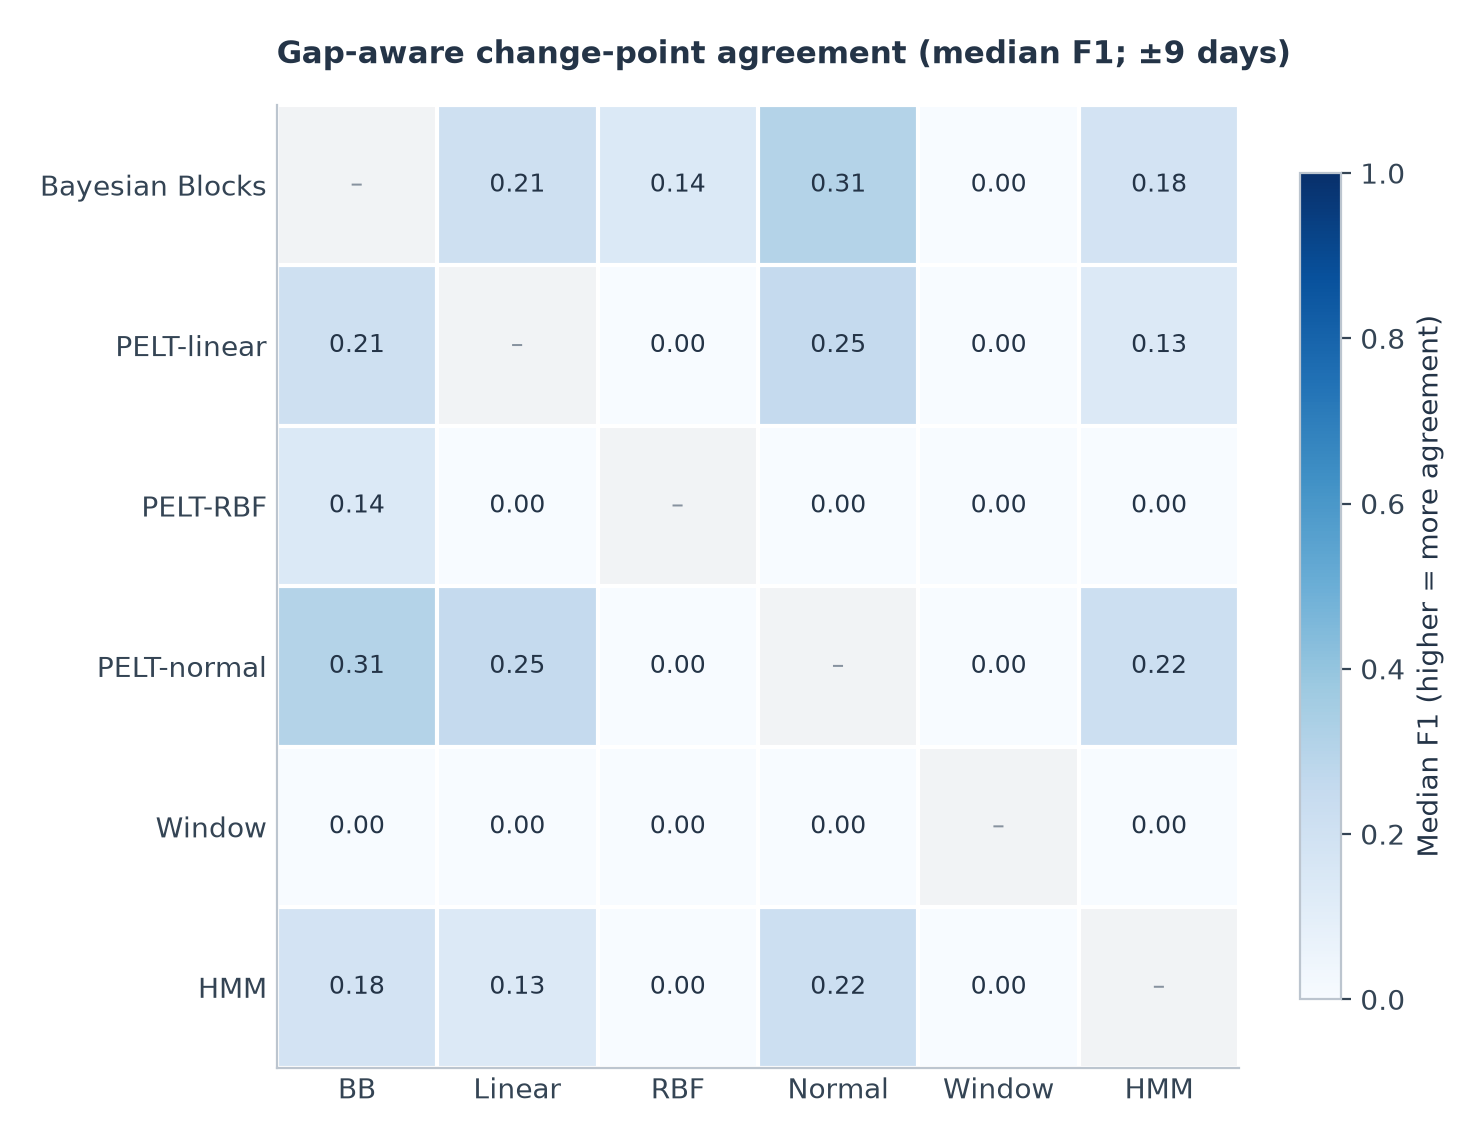 Gap-aware change-point agreement (median F1; ±9 days)
Bayesian Blocks – 0.21 0.14 0.31 0.00 0.18
PELT-linear 0.21 – 0.00 0.25 0.00 0.13
PELT-RBF 0.14 0.00 – 0.00 0.00 0.00
PELT-normal 0.31 0.25 0.00 – 0.00 0.22
Window 0.00 0.00 0.00 0.00 – 0.00
HMM 0.18 0.13 0.00 0.22 0.00 –
BB Linear RBF Normal Window HMM
1.0
0.8
0.6
0.4
0.2
0.0
Median F1 (higher = more agreement)